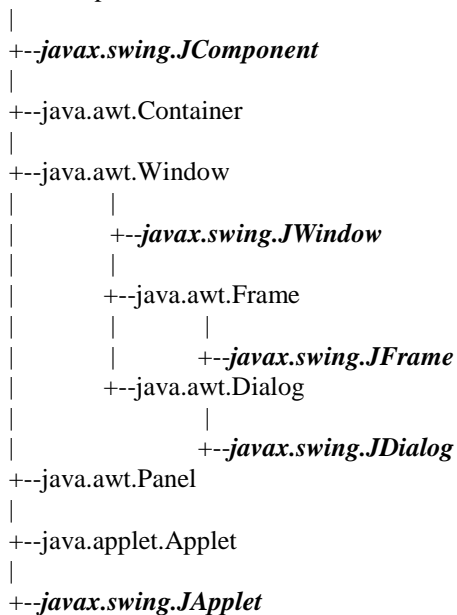 |
+--javax.swing.JComponent
|
+--java.awt.Container
|
+--java.awt.Window
| |
| +--javax.swing.JWindow
| |
| +--java.awt.Frame
| | |
| | +--javax.swing.JFrame
| +--java.awt.Dialog
| |
| +--javax.swing.JDialog
+--java.awt.Panel
|
+--java.applet.Applet
|
+--javax.swing.JApplet